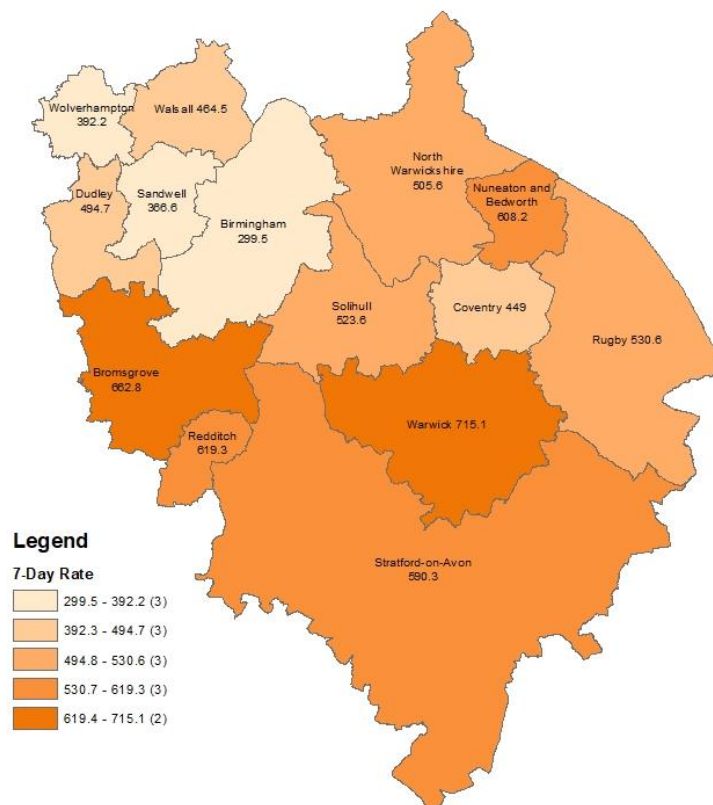 Wolverhampton
392.2
Walsall 464.5
North
Warwickshire
505.6
Nuneaton and
Bedworth
608.2
Dudley
494.7
Sandwell
366.6
Birmingham
299.5
Solihull
523.6
Coventry 449
Rugby 530.6
Bromsgrove
662.8
Warwick 715.1
Redditch
619.3
Stratford-on-Avon
590.3
Legend
7-Day Rate
299.5 - 392.2 (3)
392.3 - 494.7 (3)
494.8 - 530.6 (3)
530.7 - 619.3 (3)
619.4 - 715.1 (2)